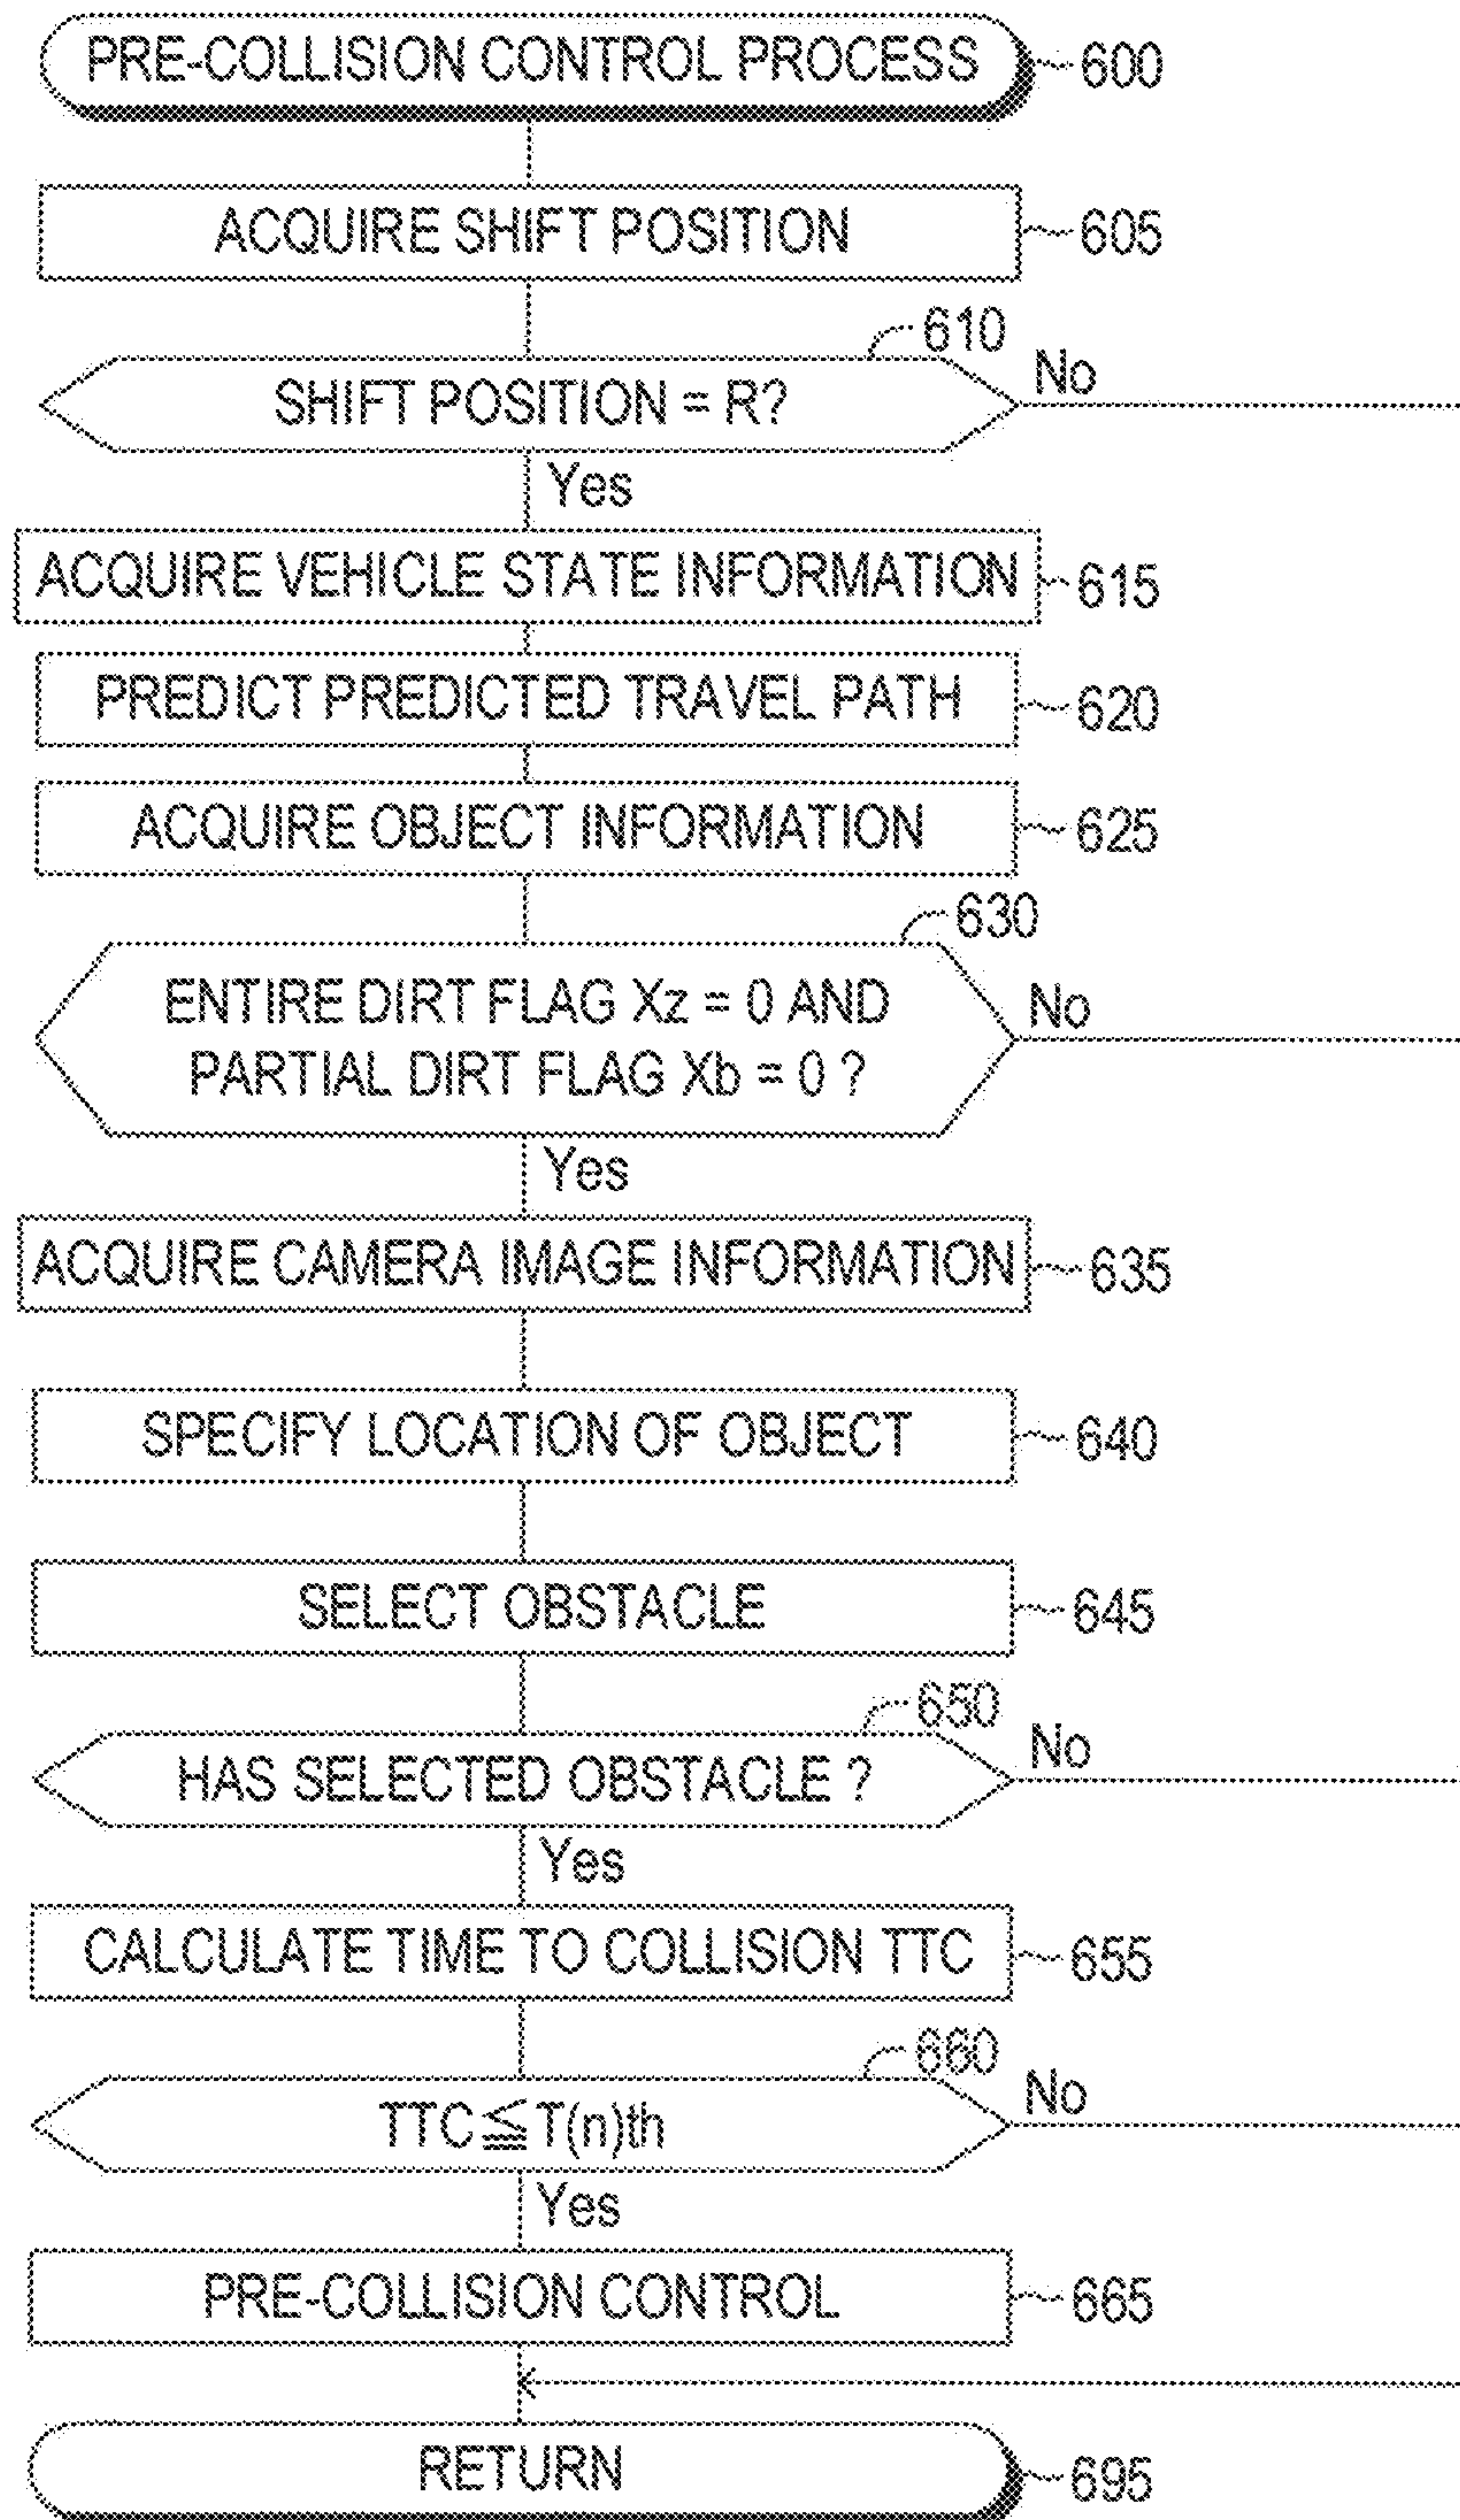 PRE-COLLISION CONTROL PROCESS
600
ACQUIRE SHIFT POSITION
605
610
SHIFT POSITION = R?
No
Yes
ACQUIRE VEHICLE STATE INFORMATION
615
PREDICT PREDICTED TRAVEL PATH
620
ACQUIRE OBJECT INFORMATION
625
630
ENTIRE DIRT FLAG Xz = 0 AND
PARTIAL DIRT FLAG Xb = 0 ?
No
Yes
ACQUIRE CAMERA IMAGE INFORMATION
635
SPECIFY LOCATION OF OBJECT
640
SELECT OBSTACLE
645
650
HAS SELECTED OBSTACLE ?
No
Yes
CALCULATE TIME TO COLLISION TTC
655
660
TTC≦T(n)th
No
Yes
PRE-COLLISION CONTROL
665
RETURN
695